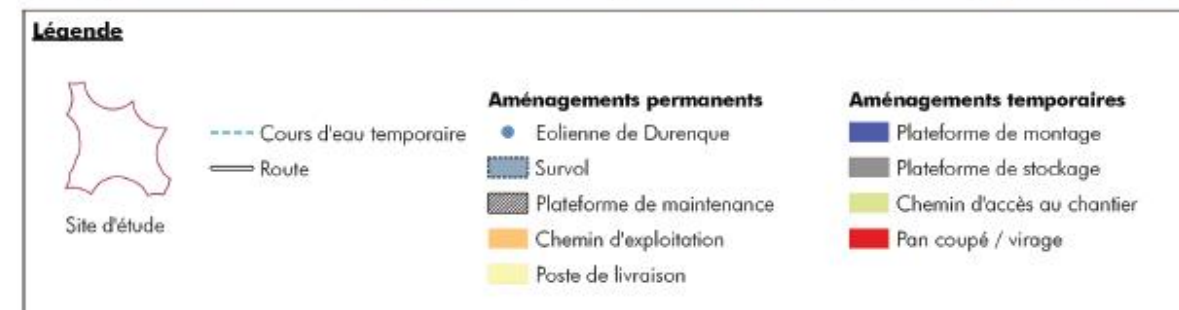 Légende
Site d'étude
Cours d'eau temporaire
Route
Aménagements permanents
Eolienne de Durenque
Survol
Plateforme de maintenance
Chemin d'exploitation
Poste de livraison
Aménagements temporaires
Plateforme de montage
Plateforme de stockage
Chemin d'accès au chantier
Pan coupé / virage